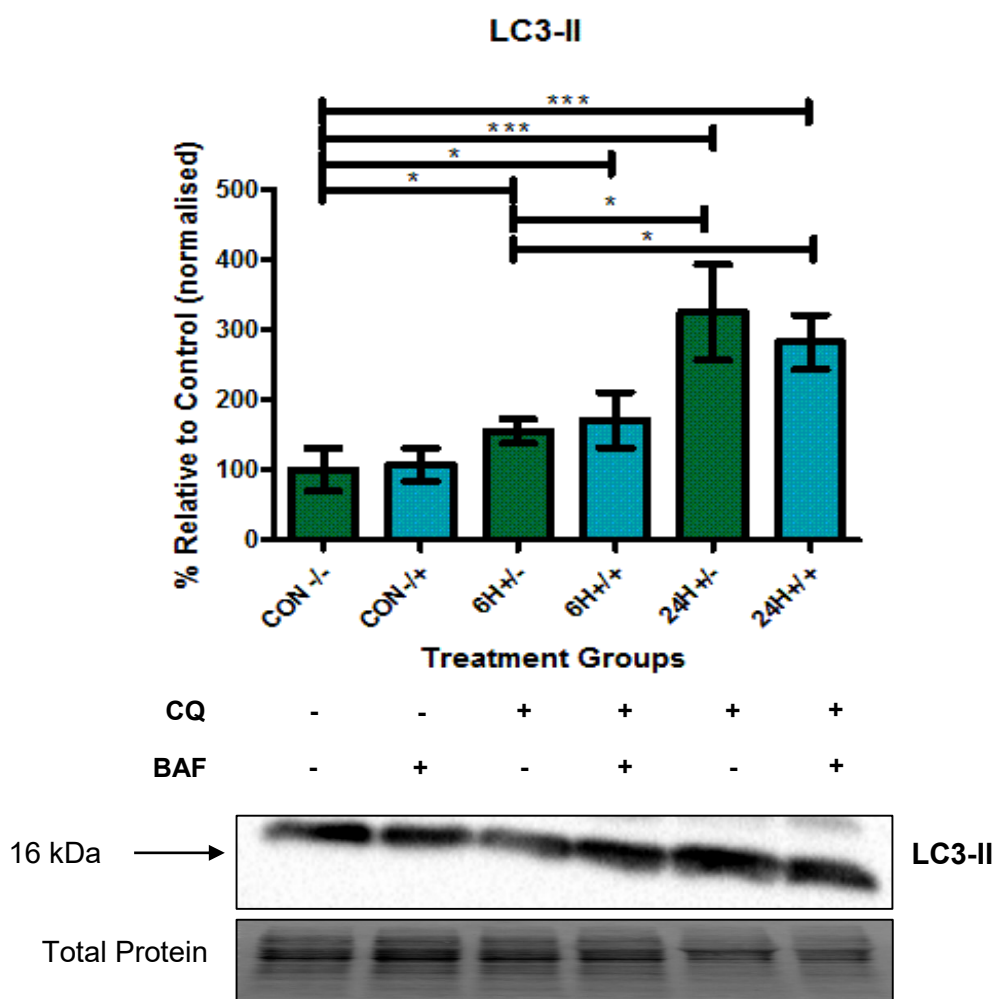 LC3-II
***
***
*
*
*
*
% Relative to Control (normalised)
500
400
300
200
100
0
CON -/-
CON -/+
6H+/-
6H+/+
24H+/-
24H+/+
Treatment Groups
CQ - - + + + +
BAF - + - + - +
16 kDa
LC3-II
Total Protein